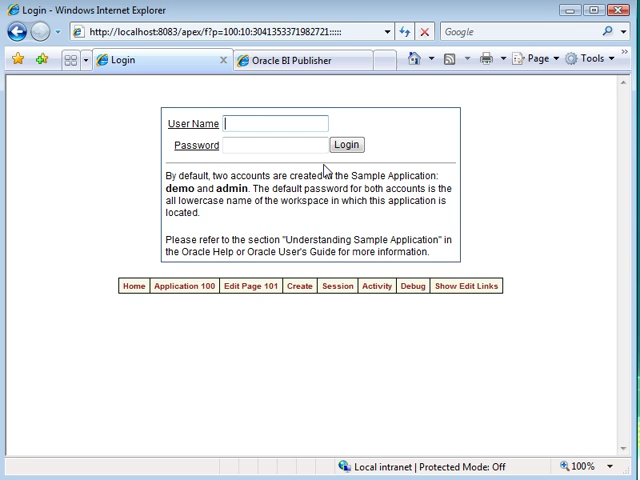 Login - Windows Internet Explorer
http://localhost:8083/apex/f?p=100:10:3041353371982721:::::
Google
Login
Oracle BI Publisher
Page
Tools
User Name
Password
Login
By default, two accounts are created in the Sample Application:
demo and admin. The default password for both accounts is the
all lowercase name of the workspace in which this application is
located.
Please refer to the section "Understanding Sample Application" in
the Oracle Help or Oracle User's Guide for more information.
Home Application 100 Edit Page 101 Create Session Activity Debug Show Edit Links
Local intranet | Protected Mode: Off
100%